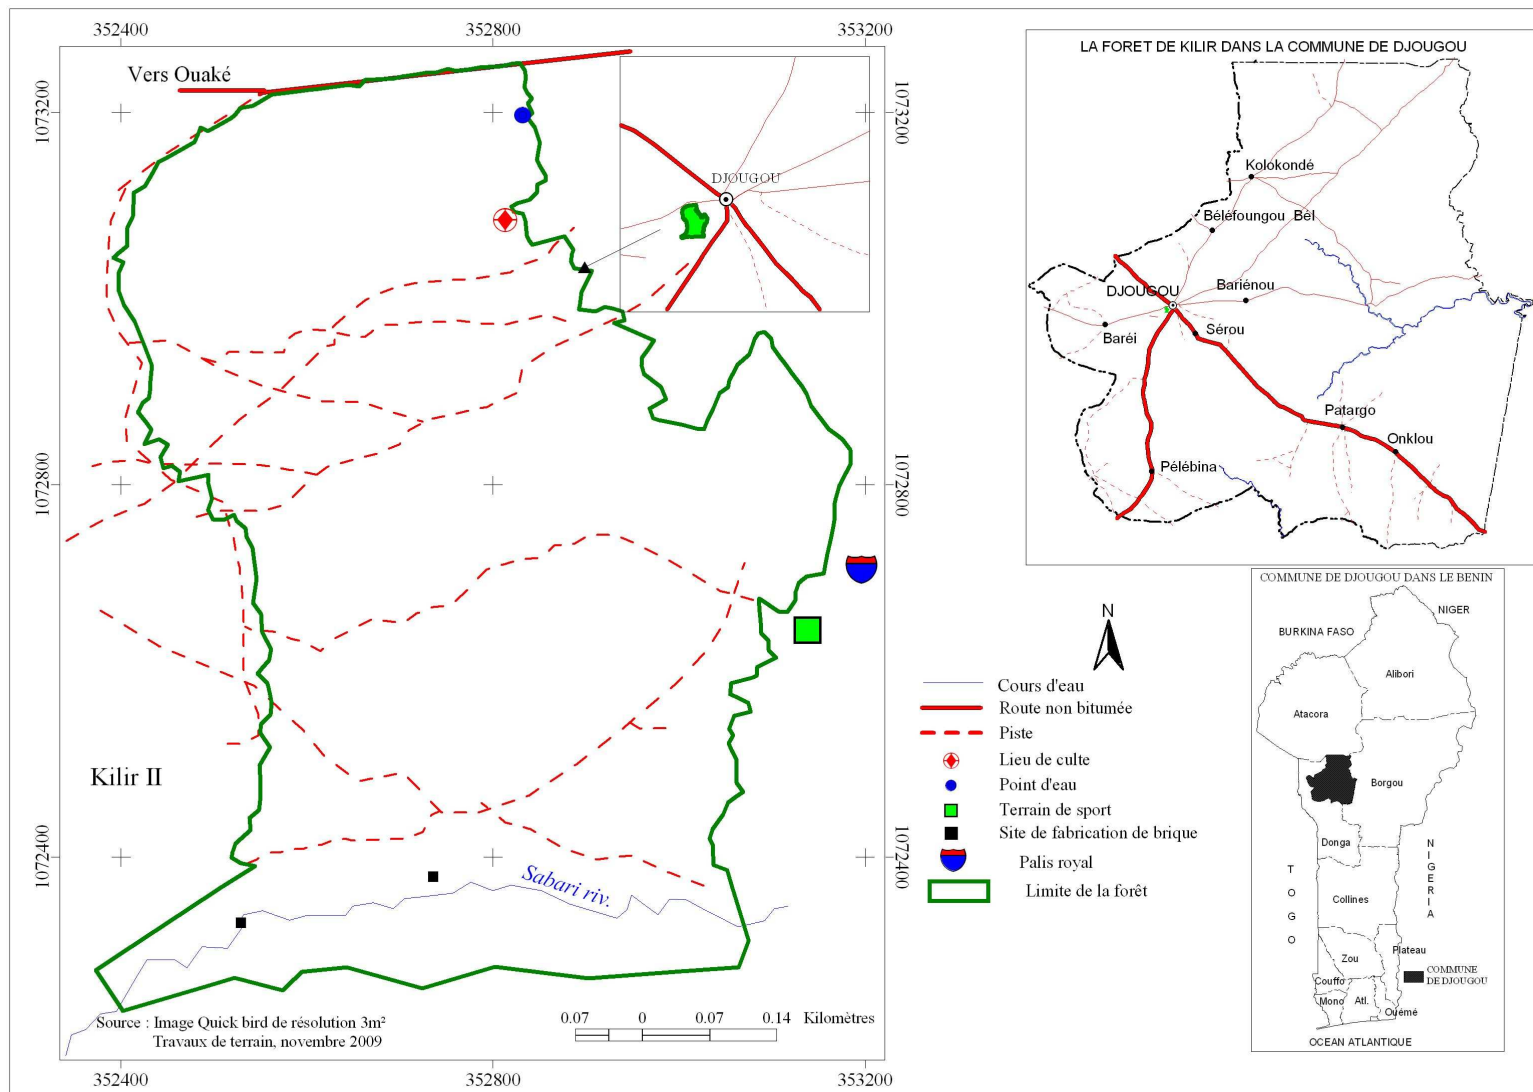 352400
352800
353200
Vers Ouaké
1073200
1073200
DJOUGOU
1072800
1072800
Kilir II
1072400
1072400
Sabari riv.
Source : Image Quick bird de résolution 3m²
Travaux de terrain, novembre 2009
0.07 0 0.07 0.14 Kilomètres
352400
352800
353200
LA FORET DE KILIR DANS LA COMMUNE DE DJOUGOU
Kolokondé
Béléfoungou
Bél
DJOUGOU
Bariénou
Baréi
Sérou
Patargo
Onklou
Pélébina
N
Cours d'eau
Route non bitumée
Piste
Lieu de culte
Point d'eau
Terrain de sport
Site de fabrication de brique
Palis royal
Limite de la forêt
COMMUNE DE DJOUGOU DANS LE BENIN
NIGER
BURKINA FASO
Alibori
Atacora
Borgou
Donga
TOGO
NIGERIA
Collines
Plateau
Zou
Couffo
COMMUNE
DE DJOUGOU
Mono
Atl.
Ouémé
OCEAN ATLANTIQUE